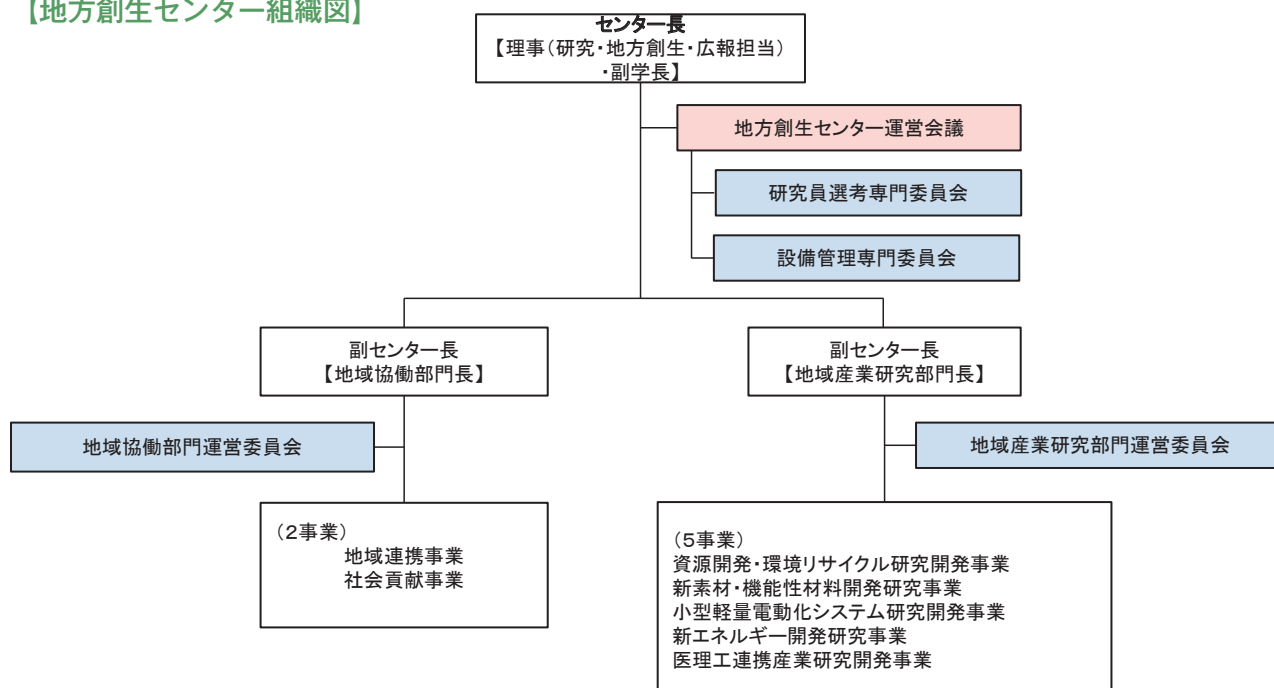 【地方創生センター組織図】
センター長
【理事(研究・地方創生・広報担当)
・副学長】
地方創生センター運営会議
研究員選考専門委員会
設備管理専門委員会
副センター長
【地域協働部門長】
副センター長
【地域産業研究部門長】
地域協働部門運営委員会
地域産業研究部門運営委員会
(2事業)
地域連携事業
社会貢献事業
(5事業)
資源開発・環境リサイクル研究開発事業
新素材・機能性材料開発研究事業
小型軽量電動化システム研究開発事業
新エネルギー開発研究事業
医理工連携産業研究開発事業